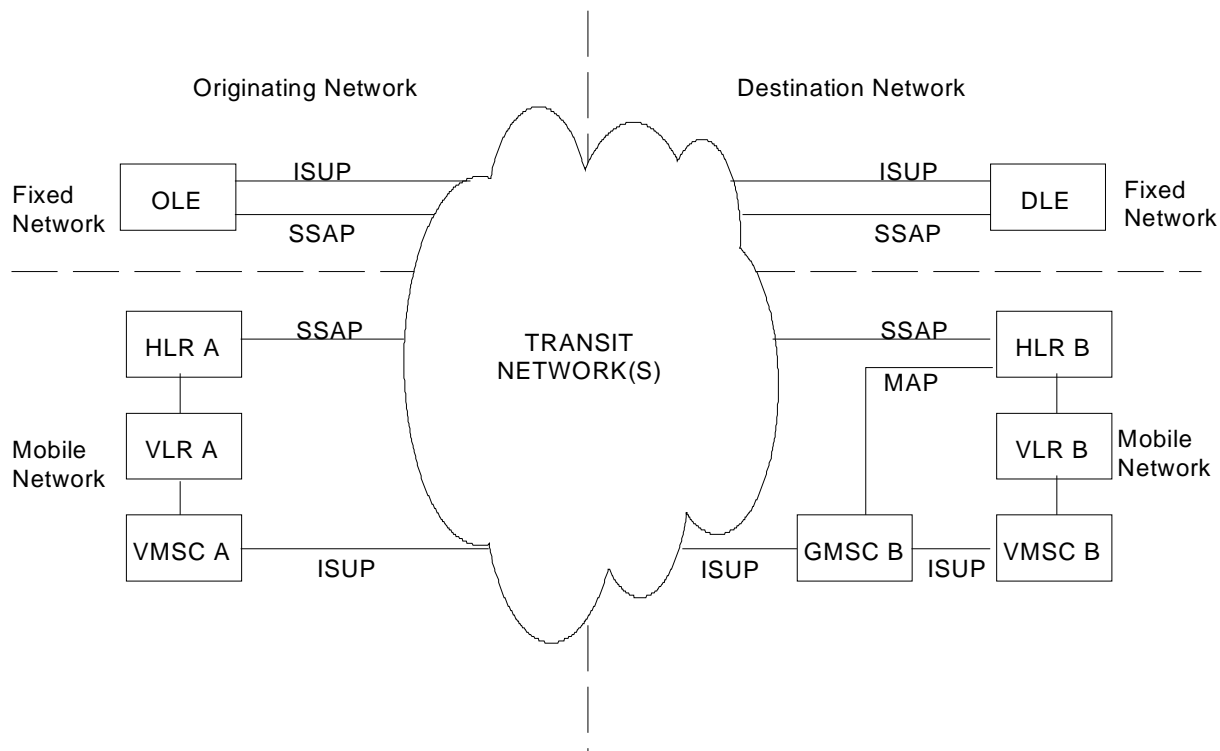 Originating Network
Destination Network
ISUP
ISUP
Fixed
Network
OLE
DLE
Fixed
Network
SSAP
SSAP
HLR A
SSAP
TRANSIT
NETWORK(S)
SSAP
HLR B
MAP
Mobile
Network
VLR A
VLR B
Mobile
Network
VMSC A
ISUP
ISUP
GMSC B
ISUP
VMSC B